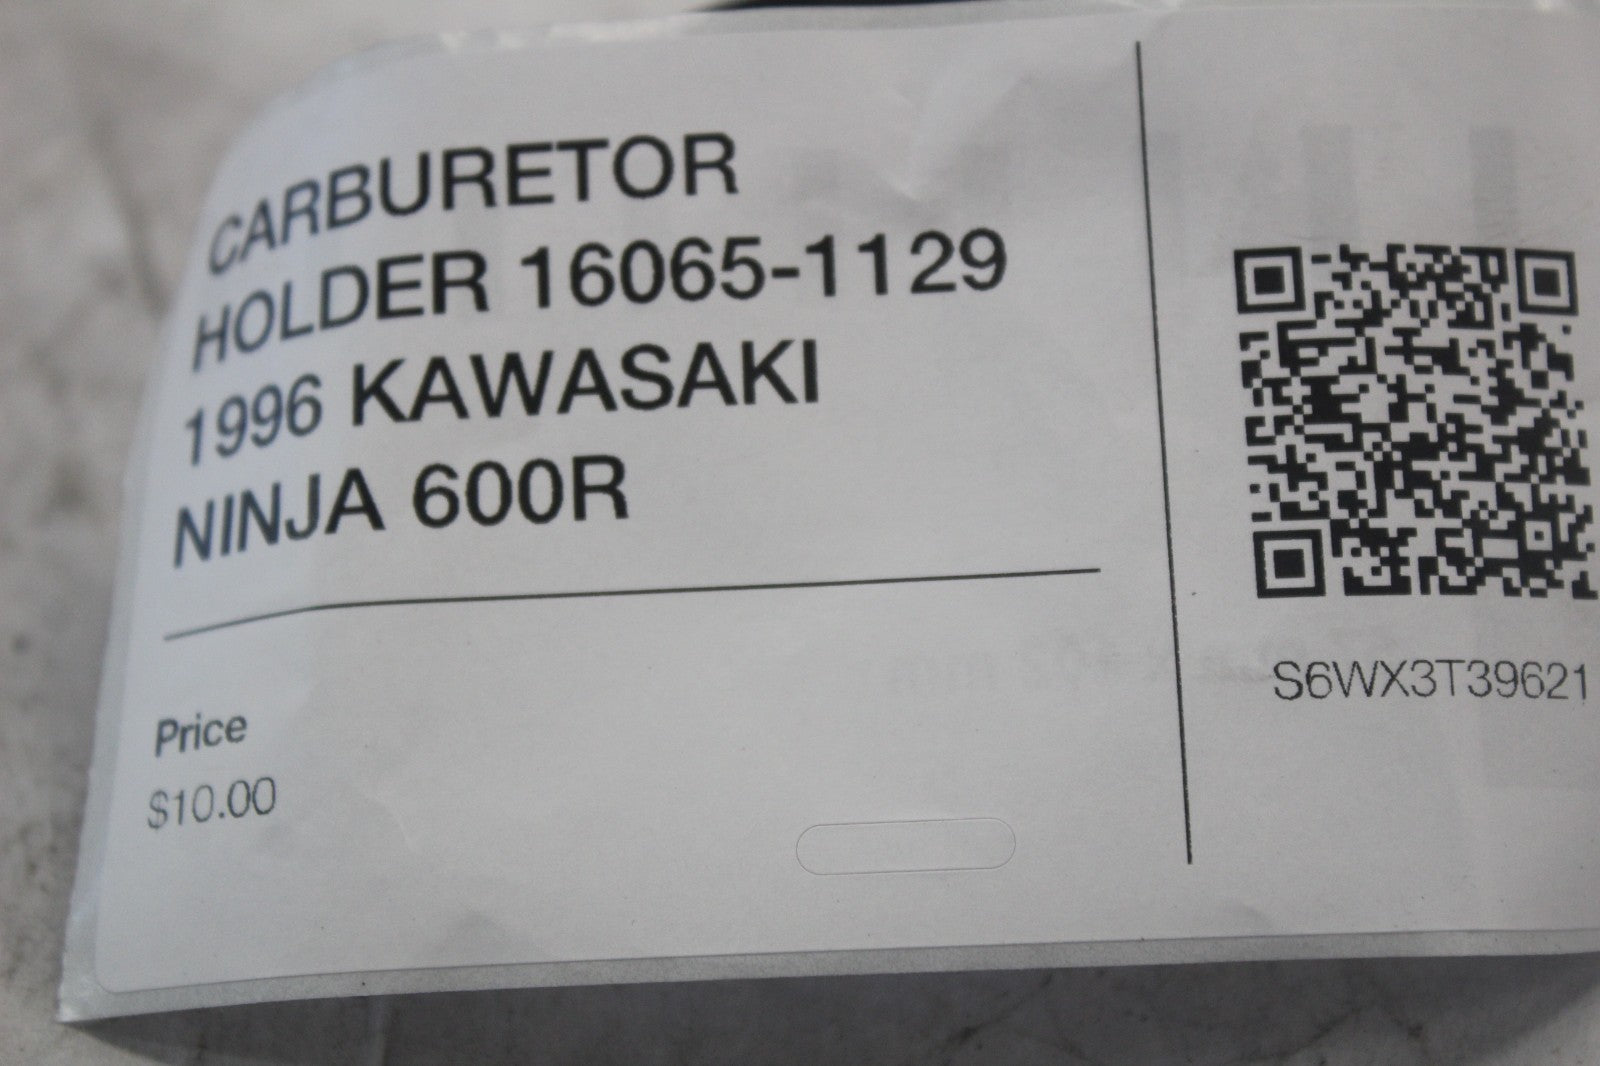 CARBURETOR
HOLDER 16065-1129
1996 KAWASAKI
NINJA 600R
Price
$10.00
S6WX3T39621